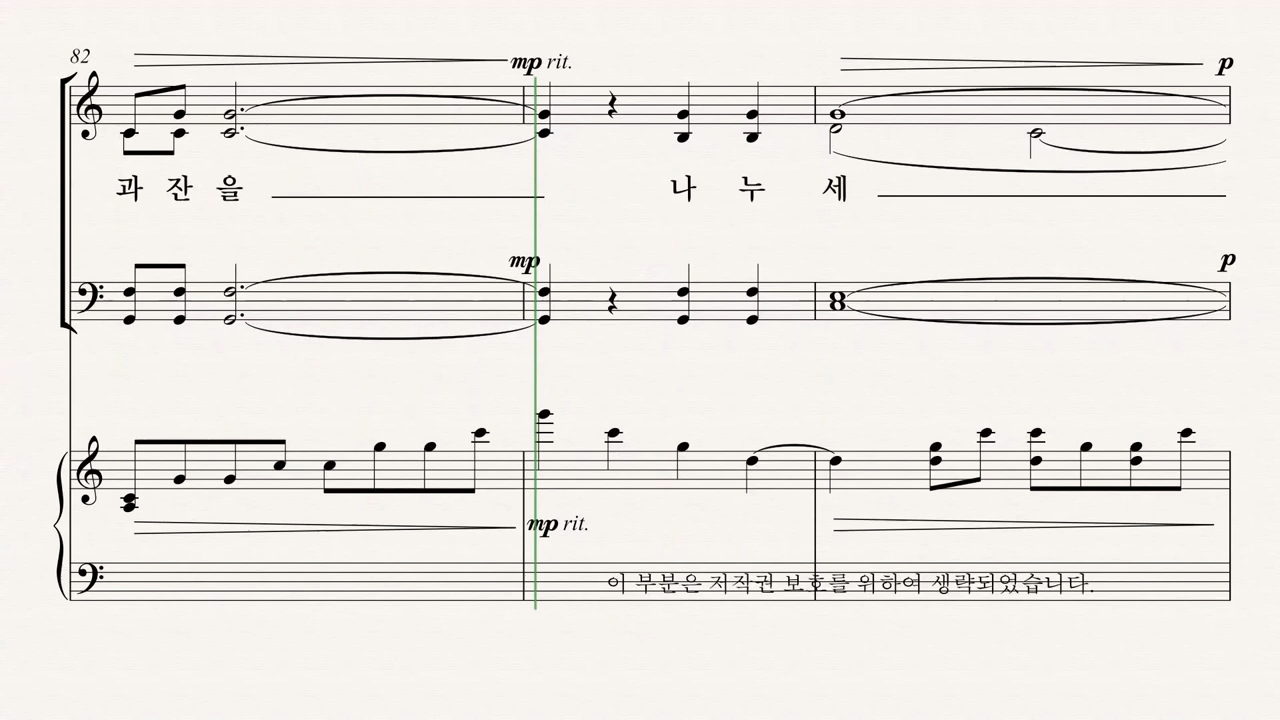 82
mp rit.
p
과 잔 을 나 누 세
mp
p
mp rit.
이 부분은 저작권 보호를 위하여 생략되었습니다.